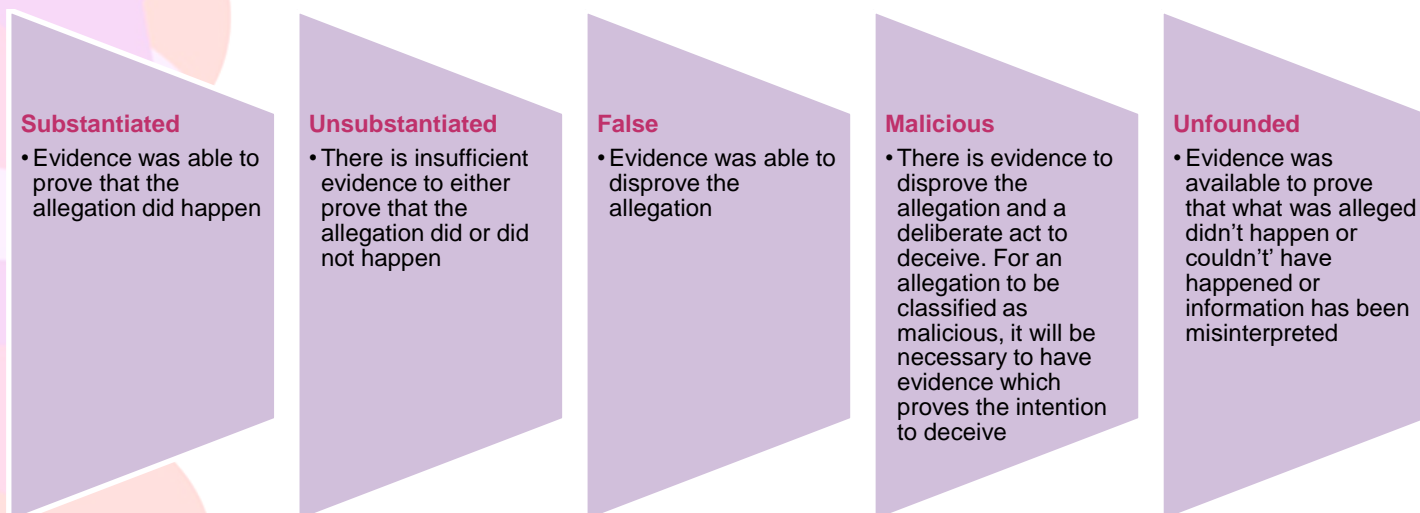 Substantiated
• Evidence was able to
prove that the
allegation did happen
Unsubstantiated
• There is insufficient
evidence to either
prove that the
allegation did or did
not happen
False
• Evidence was able to
disprove the
allegation
Malicious
• There is evidence to
disprove the
allegation and a
deliberate act to
deceive. For an
allegation to be
classified as
malicious, it will be
necessary to have
evidence which
proves the intention
to deceive
Unfounded
• Evidence was
available to prove
that what was alleged
didn’t happen or
couldn’t’ have
happened or
information has been
misinterpreted